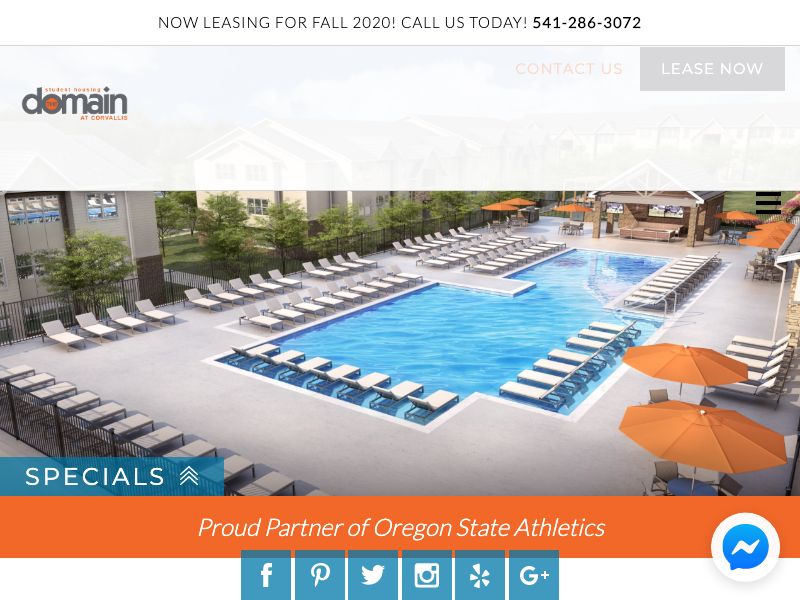 NOW LEASING FOR FALL 2020! CALL US TODAY! 541-286-3072
CONTACT US
LEASE NOW
student housing
THE
domain
AT CORVALLIS
SPECIALS
Proud Partner of Oregon State Athletics
f
G+